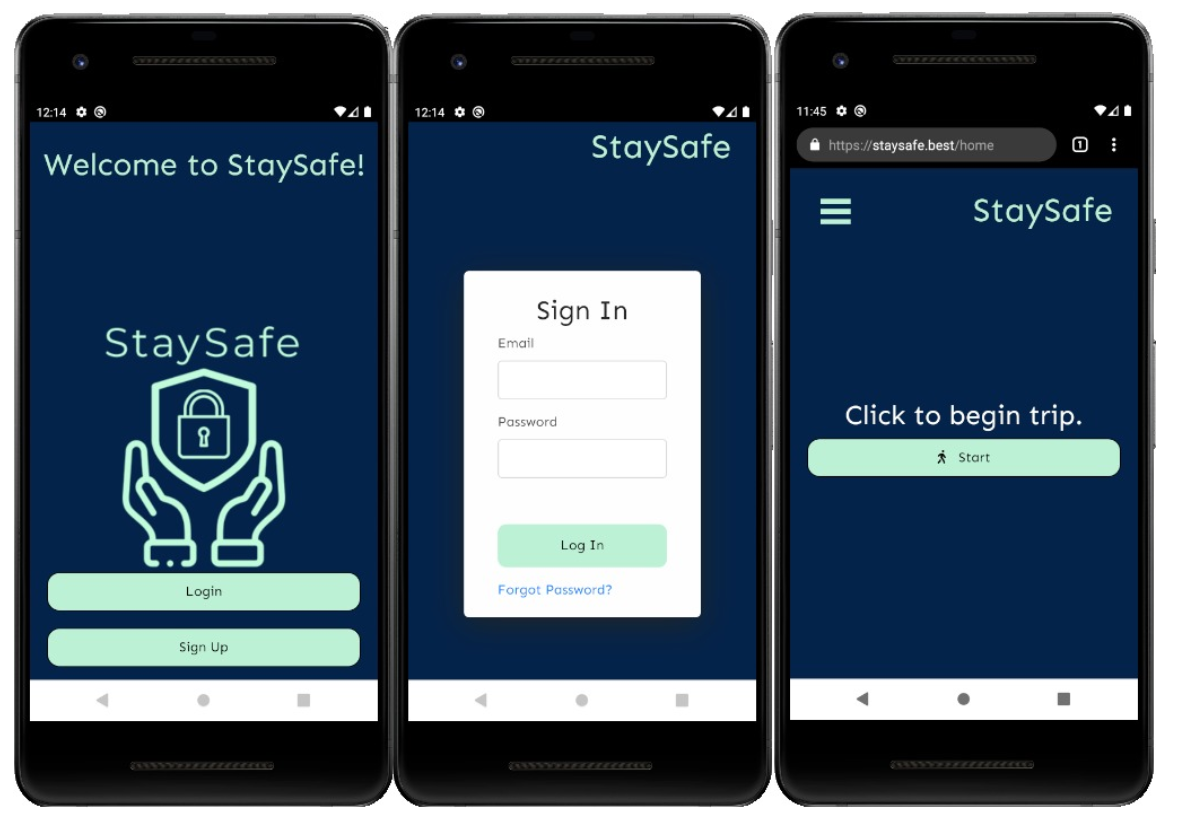 12:14
Welcome to StaySafe!
StaySafe
Login
Sign Up
12:14
StaySafe
Sign In
Email
Password
Log In
Forgot Password?
11:45
https://staysafe.best/home
1
StaySafe
Click to begin trip.
Start